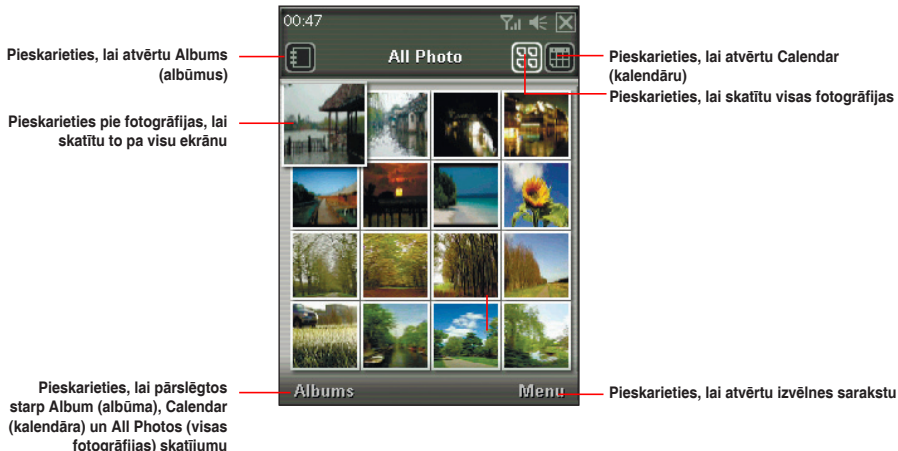 00:47
All Photo
Pieskarieties, lai atvērtu Albums
(albūmus)
Pieskarieties pie fotogrāfijas, lai
skatītu to pa visu ekrānu
Pieskarieties, lai atvērtu Calendar
(kalendāru)
Pieskarieties, lai skatītu visas fotogrāfijas
Albums
Menu
Pieskarieties, lai pārslēgtos
starp Album (albūma), Calendar
(kalendāra) un All Photos (visas
fotogrāfijas) skatījumu
Pieskarieties, lai atvērtu izvēlnes sarakstu